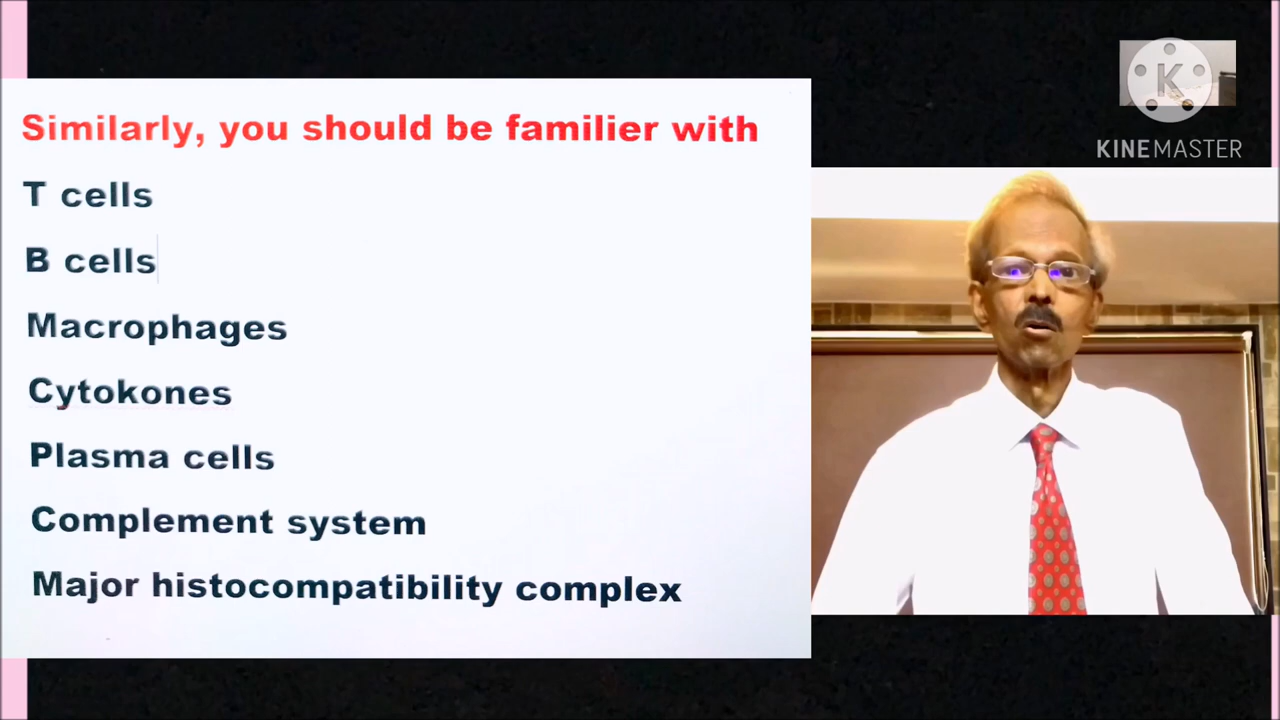 Similarly, you should be familier with
T cells
B cells
Macrophages
Cytokones
Plasma cells
Complement system
Major histocompatibility complex
K
KINEMASTER